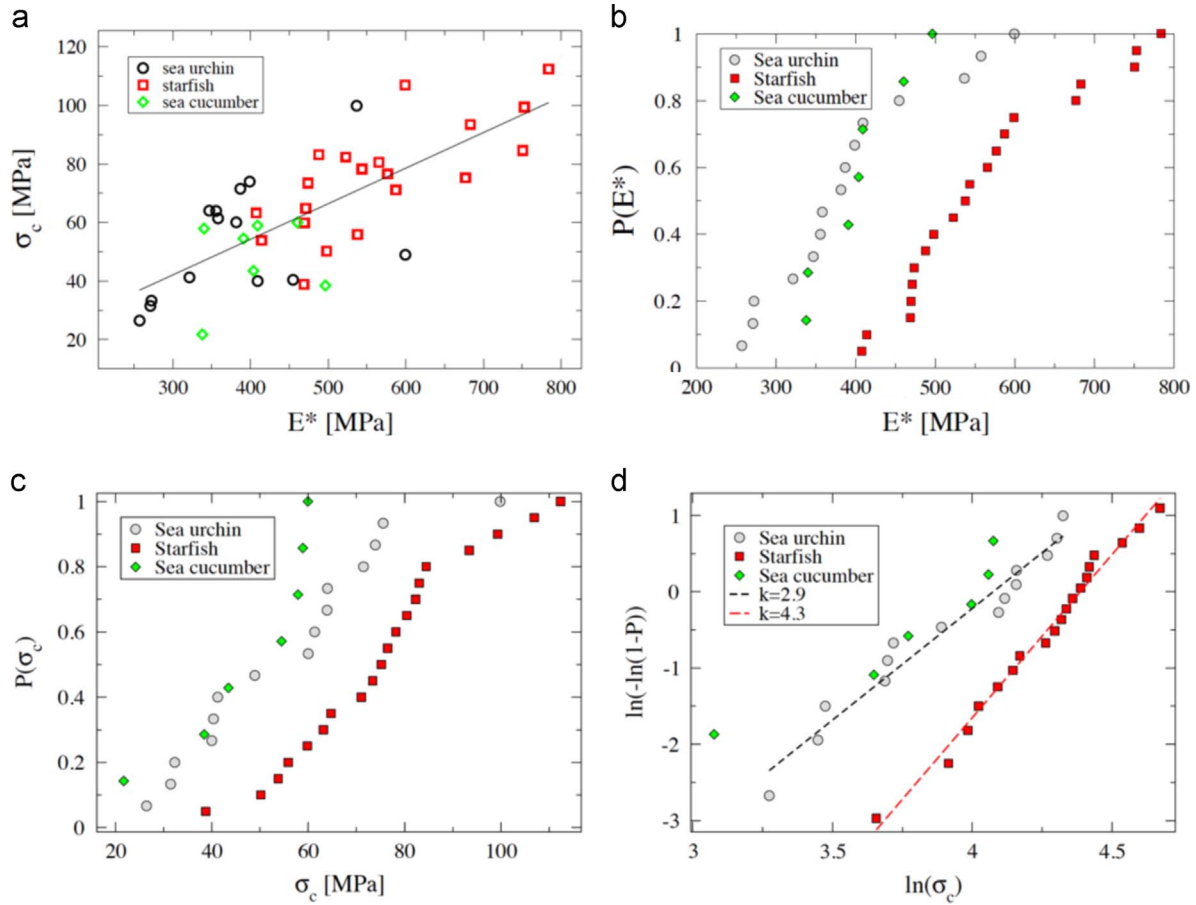 a
120
100
80
60
40
20
σc [MPa]
sea urchin
starfish
sea cucumber
300 400 500 600 700 800
E* [MPa]
b
1
0.8
0.6
0.4
0.2
0
P(E*)
Sea urchin
Starfish
Sea cucumber
200 300 400 500 600 700 800
E* [MPa]
c
1
0.8
0.6
0.4
0.2
0
P(σc)
Sea urchin
Starfish
Sea cucumber
20 40 60 80 100
σc [MPa]
d
1
0
-1
-2
-3
ln(-ln(1-P))
Sea urchin
Starfish
Sea cucumber
k=2.9
k=4.3
3 3.5 4 4.5
ln(σc)